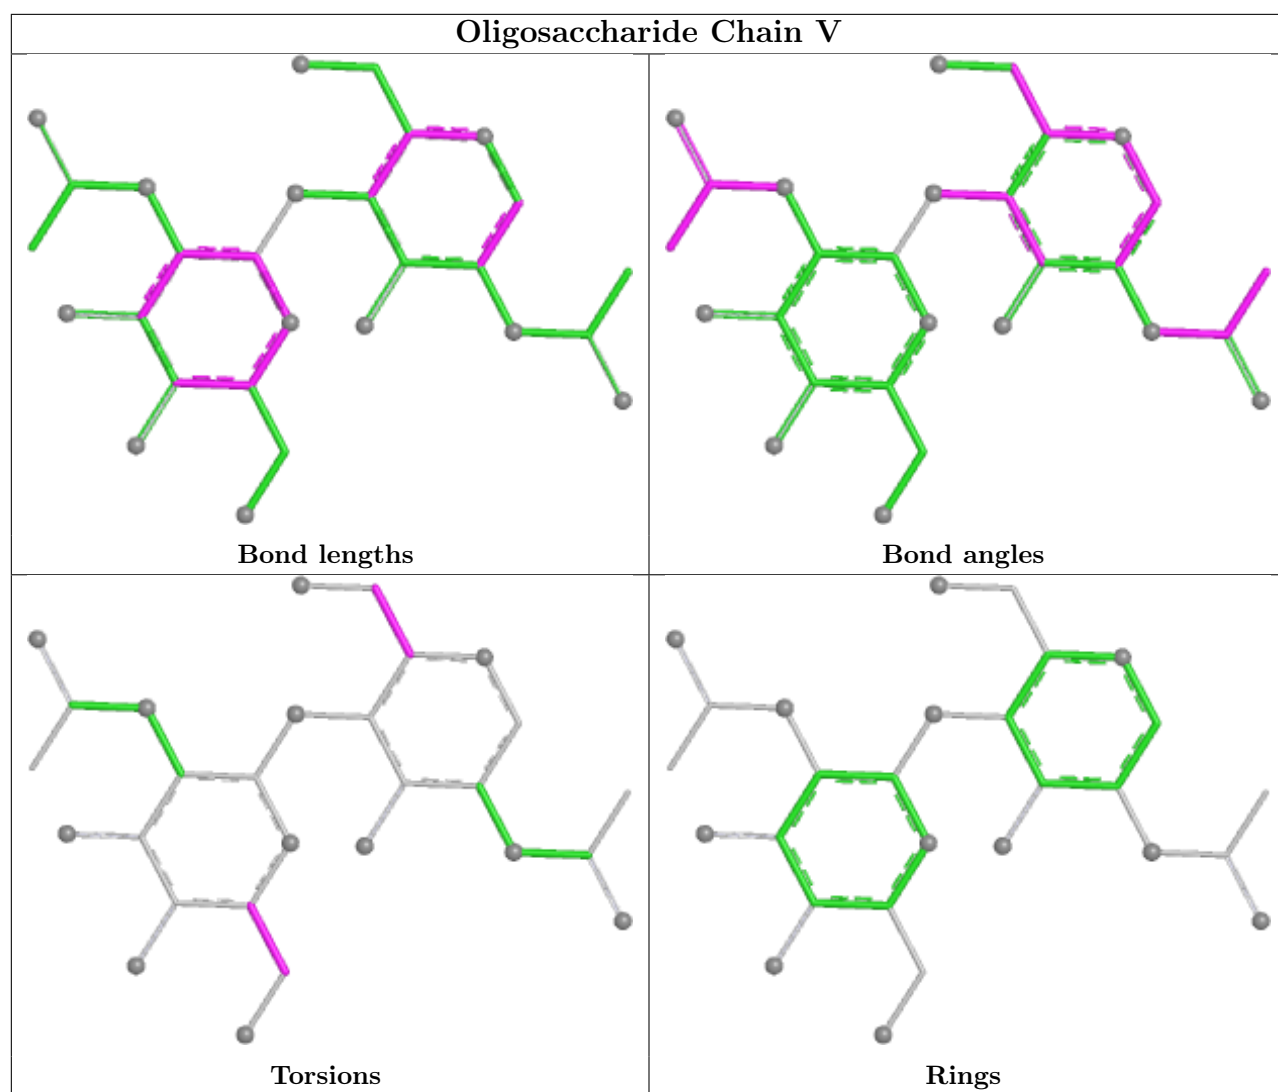 Oligosaccharide Chain V
Bond lengths
Bond angles
Torsions
Rings